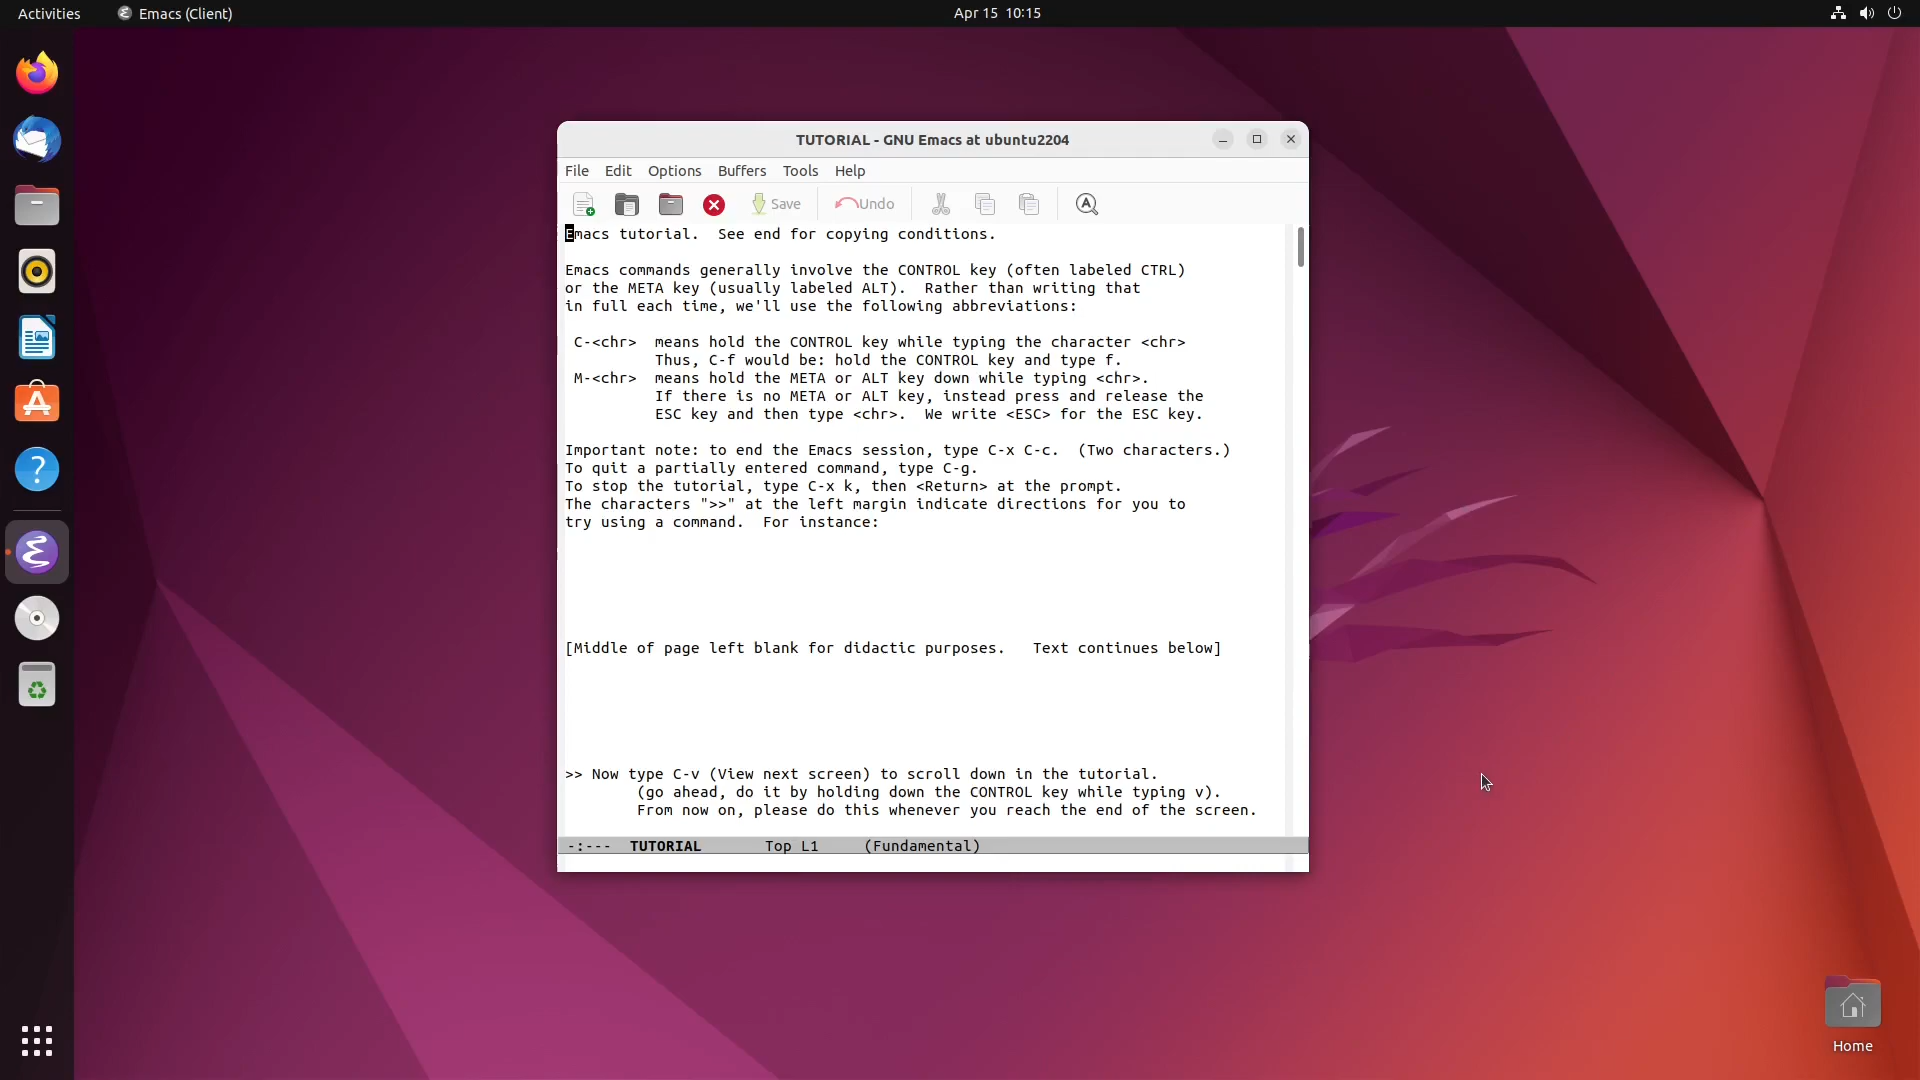 Activities
Emacs (Client)
Apr 15 10:15
TUTORIAL - GNU Emacs at ubuntu2204
File Edit Options Buffers Tools Help
Save
Undo
Emacs tutorial.  See end for copying conditions.
Emacs commands generally involve the CONTROL key (often labeled CTRL)
or the META key (usually labeled ALT).  Rather than writing that
in full each time, we'll use the following abbreviations:
C-<chr>  means hold the CONTROL key while typing the character <chr>
Thus, C-f would be: hold the CONTROL key and type f.
M-<chr>  means hold the META or ALT key down while typing <chr>.
If there is no META or ALT key, instead press and release the
ESC key and then type <chr>.  We write <ESC> for the ESC key.
Important note: to end the Emacs session, type C-x C-c.  (Two characters.)
To quit a partially entered command, type C-g.
To stop the tutorial, type C-x k, then <Return> at the prompt.
The characters ">>" at the left margin indicate directions for you to
try using a command.  For instance:
[Middle of page left blank for didactic purposes.   Text continues below]
>> Now type C-v (View next screen) to scroll down in the tutorial.
(go ahead, do it by holding down the CONTROL key while typing v).
From now on, please do this whenever you reach the end of the screen.
-:---  TUTORIAL       Top L1     (Fundamental)
Home